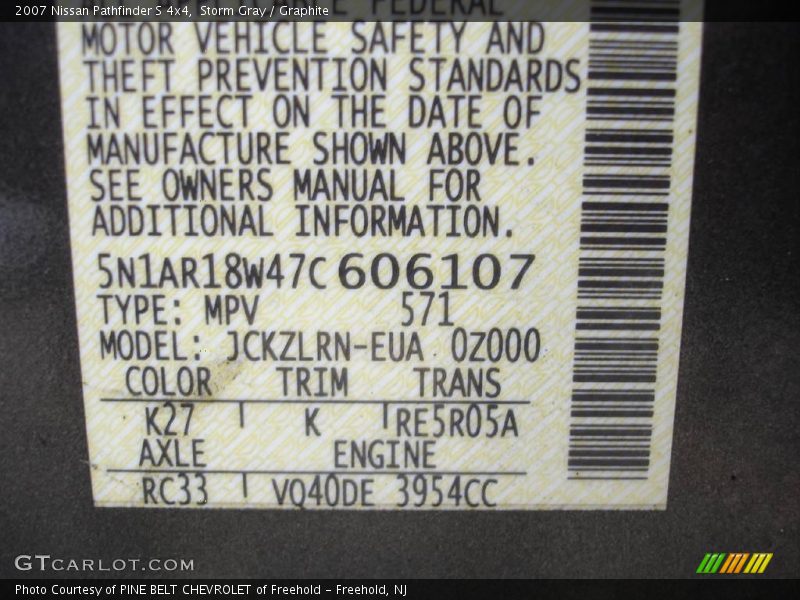 2007 Nissan Pathfinder S 4x4,  Storm Gray / Graphite
FEDERAL
MOTOR VEHICLE SAFETY AND
THEFT PREVENTION STANDARDS
IN EFFECT ON THE DATE OF
MANUFACTURE SHOWN ABOVE.
SEE OWNERS MANUAL FOR
ADDITIONAL INFORMATION.
5N1AR18W47C 606107
TYPE: MPV 571
MODEL: JCKZLRN-EUA 0Z000
COLOR TRIM TRANS
K27 K RE5R05A
AXLE ENGINE
RC33 VQ40DE 3954CC
GTCARLOT.COM
Photo Courtesy of PINE BELT CHEVROLET of Freehold - Freehold, NJ